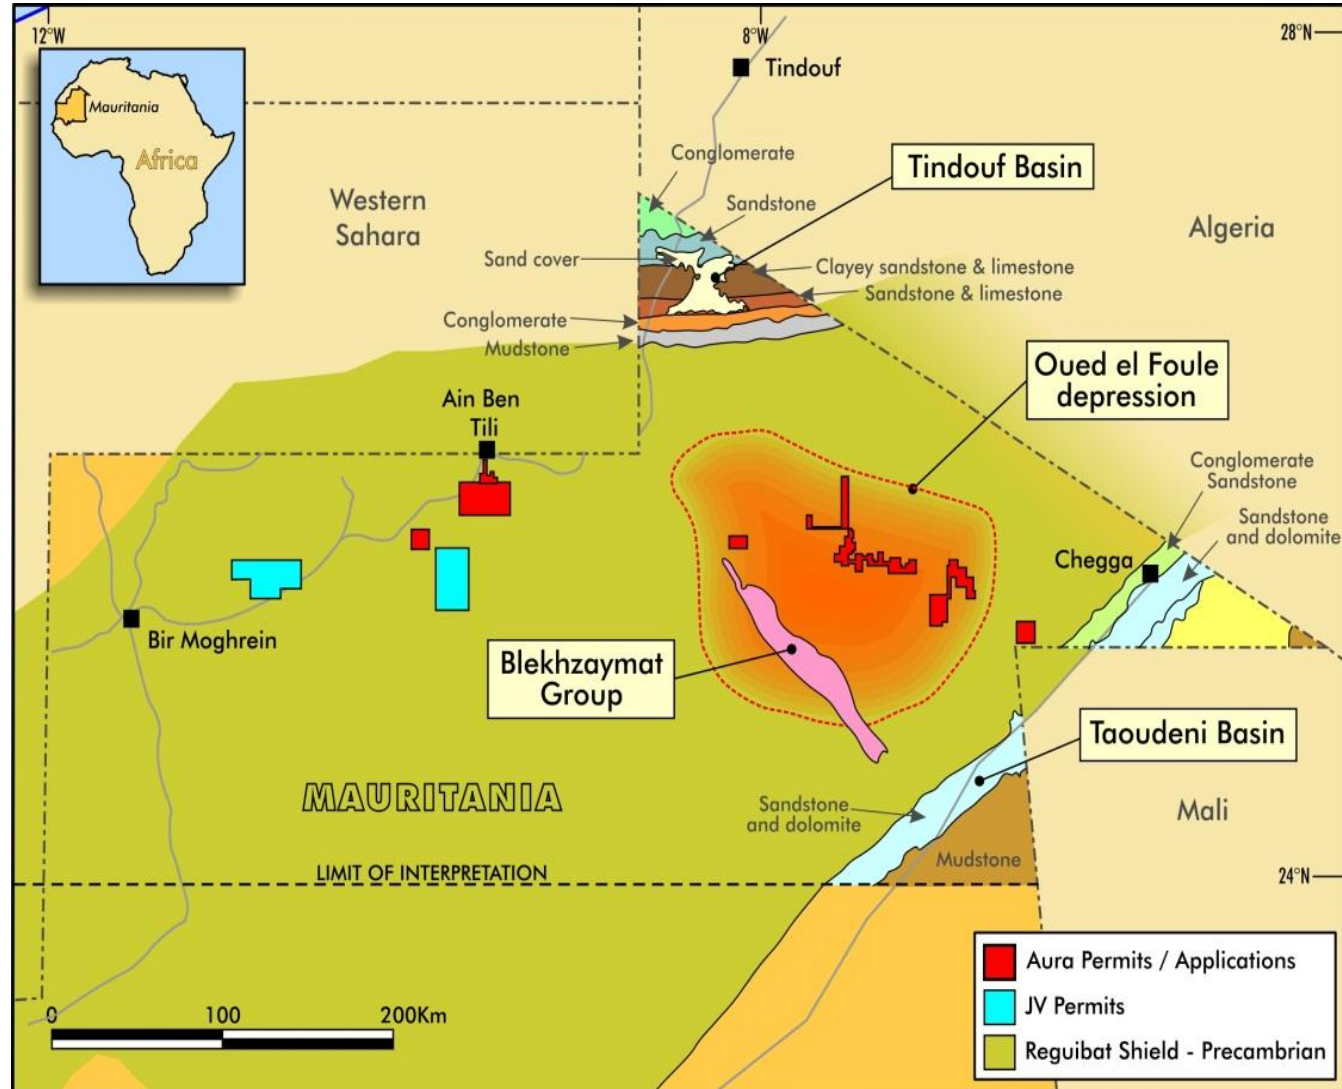 12°W
8°W
28°N
Tindouf
Mauritania
Africa
Conglomerate
Tindouf Basin
Western
Sahara
Sandstone
Algeria
Sand cover
Clayey sandstone & limestone
Sandstone & limestone
Conglomerate
Mudstone
Oued el Foule
depression
Ain Ben
Tili
Conglomerate
Sandstone
Sandstone
and dolomite
Chegga
Bir Moghrein
Blekhzaymat
Group
Taoudeni Basin
MAURITANIA
Sandstone
and dolomite
Mali
Mudstone
LIMIT OF INTERPRETATION
24°N
Aura Permits / Applications
JV Permits
Reguibat Shield - Precambrian
0 100 200Km